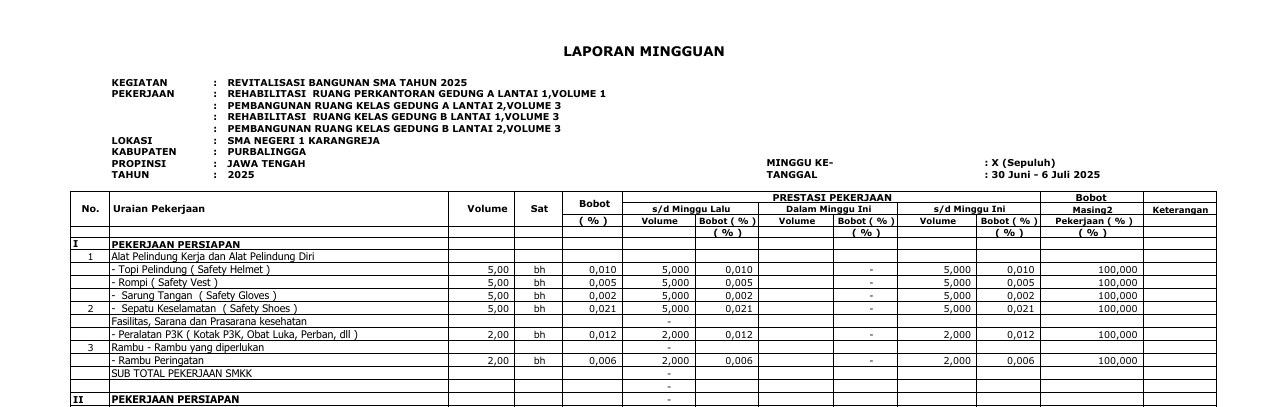 LAPORAN MINGGUAN
KEGIATAN : REVITALISASI BANGUNAN SMA TAHUN 2025
PEKERJAAN : REHABILITASI RUANG PERKANTORAN GEDUNG A LANTAI 1,VOLUME 1
: PEMBANGUNAN RUANG KELAS GEDUNG A LANTAI 2,VOLUME 3
: REHABILITASI RUANG KELAS GEDUNG B LANTAI 1,VOLUME 3
: PEMBANGUNAN RUANG KELAS GEDUNG B LANTAI 2,VOLUME 3
LOKASI : SMA NEGERI 1 KARANGREJA
KABUPATEN : PURBALINGGA
PROPINSI : JAWA TENGAH MINGGU KE- : X (Sepuluh)
TAHUN : 2025 TANGGAL : 30 Juni - 6 Juli 2025
PRESTASI PEKERJAAN Bobot
No. Uraian Pekerjaan Volume Sat Bobot s/d Minggu Lalu Dalam Minggu Ini s/d Minggu Ini Masing2 Keterangan
( % ) Volume Bobot ( % ) Volume Bobot ( % ) Volume Bobot ( % ) Pekerjaan ( % )
( % ) ( % ) ( % )
I PEKERJAAN PERSIAPAN
1 Alat Pelindung Kerja dan Alat Pelindung Diri
- Topi Pelindung ( Safety Helmet ) 5,00 bh 0,010 5,000 0,010 - 5,000 0,010 100,000
- Rompi ( Safety Vest ) 5,00 bh 0,005 5,000 0,005 - 5,000 0,005 100,000
- Sarung Tangan ( Safety Gloves ) 5,00 bh 0,002 5,000 0,002 - 5,000 0,002 100,000
2 - Sepatu Keselamatan ( Safety Shoes ) 5,00 bh 0,021 5,000 0,021 - 5,000 0,021 100,000
Fasilitas, Sarana dan Prasarana kesehatan -
- Peralatan P3K ( Kotak P3K, Obat Luka, Perban, dll ) 2,00 bh 0,012 2,000 0,012 - 2,000 0,012 100,000
3 Rambu - Rambu yang diperlukan -
- Rambu Peringatan 2,00 bh 0,006 2,000 0,006 - 2,000 0,006 100,000
SUB TOTAL PEKERJAAN SMKK -
-
II PEKERJAAN PERSIAPAN -